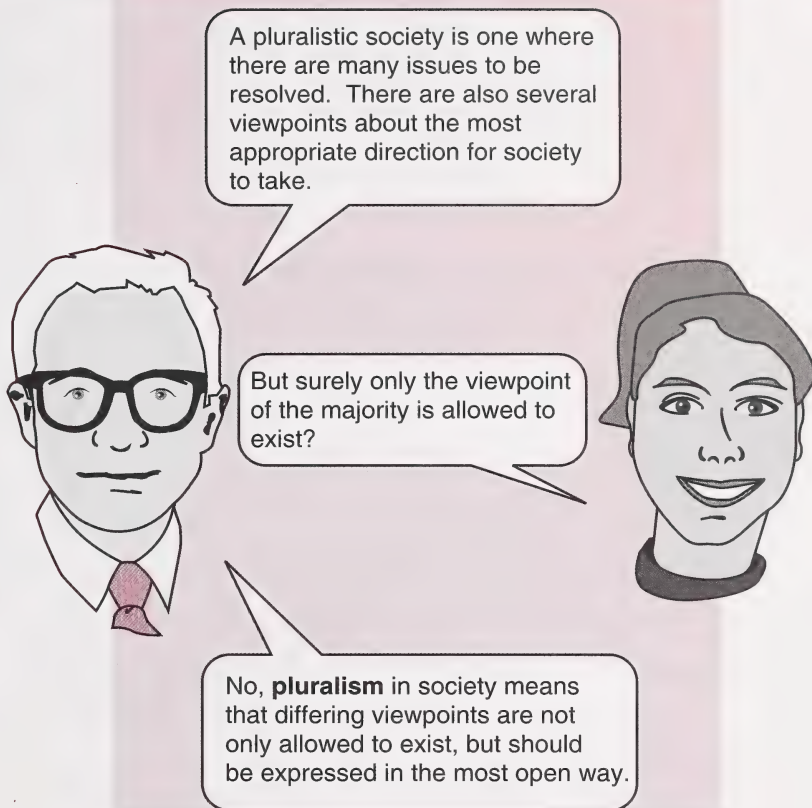 A pluralistic society is one where
there are many issues to be
resolved. There are also several
viewpoints about the most
appropriate direction for society
to take.
But surely only the viewpoint
of the majority is allowed to
exist?
No, pluralism in society means
that differing viewpoints are not
only allowed to exist, but should
be expressed in the most open way.